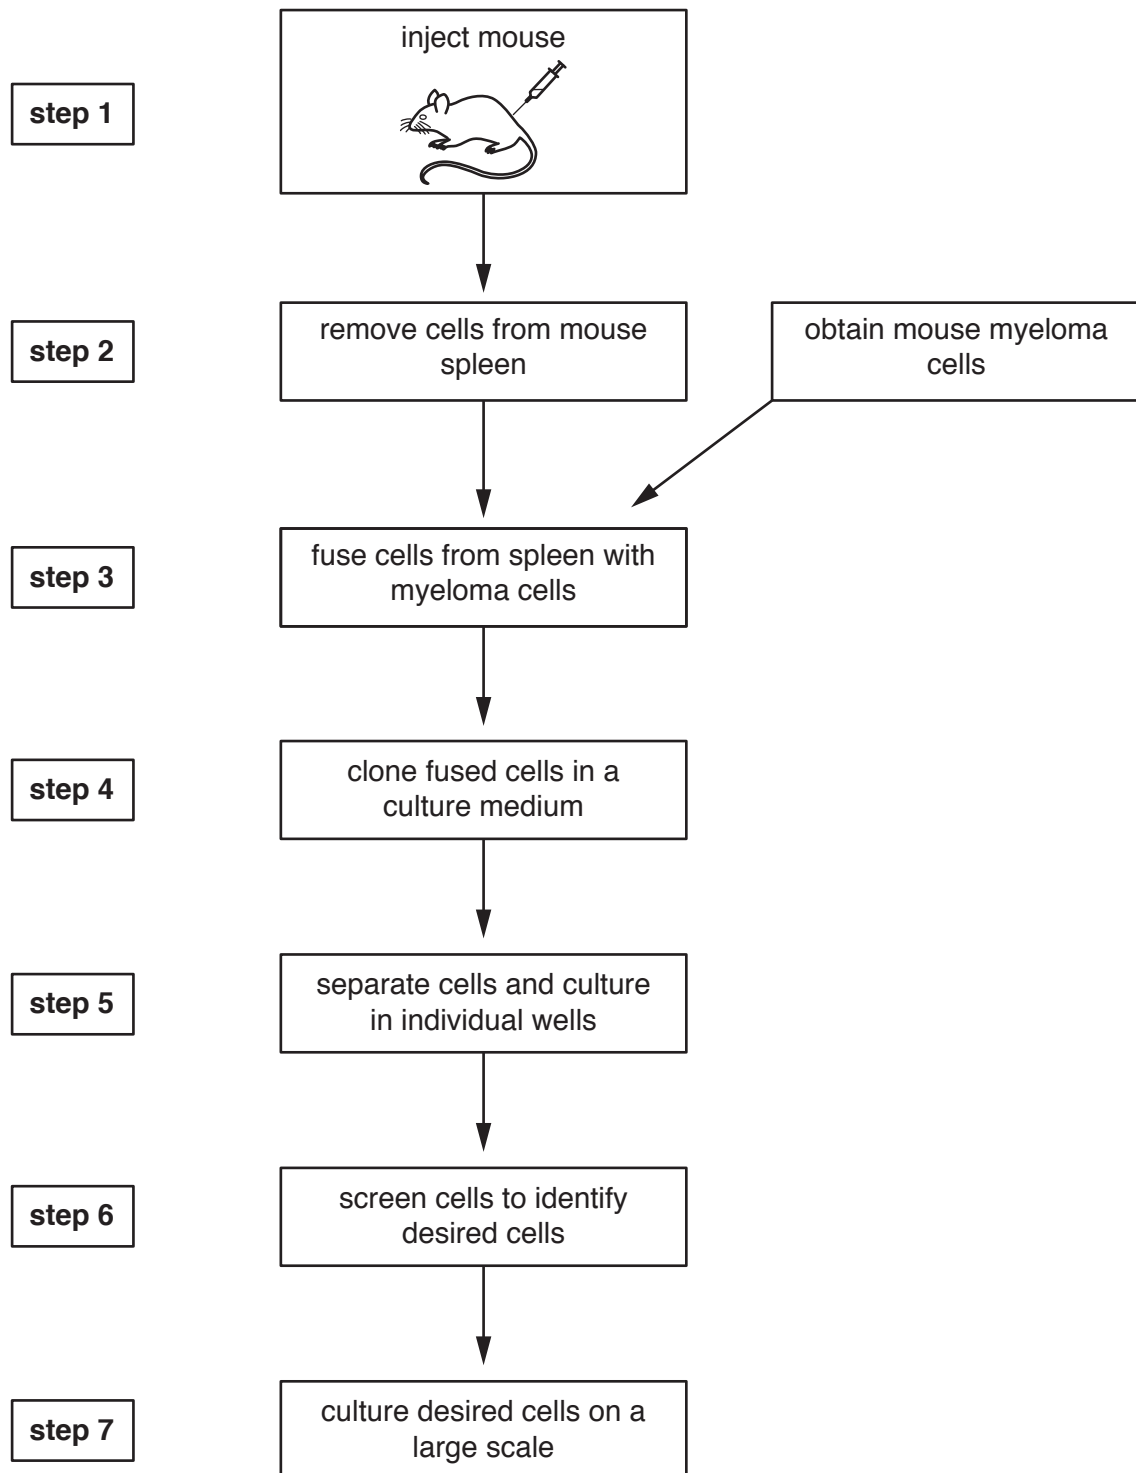 inject mouse
step 1
step 2
remove cells from mouse
spleen
obtain mouse myeloma
cells
step 3
fuse cells from spleen with
myeloma cells
step 4
clone fused cells in a
culture medium
step 5
separate cells and culture
in individual wells
step 6
screen cells to identify
desired cells
step 7
culture desired cells on a
large scale